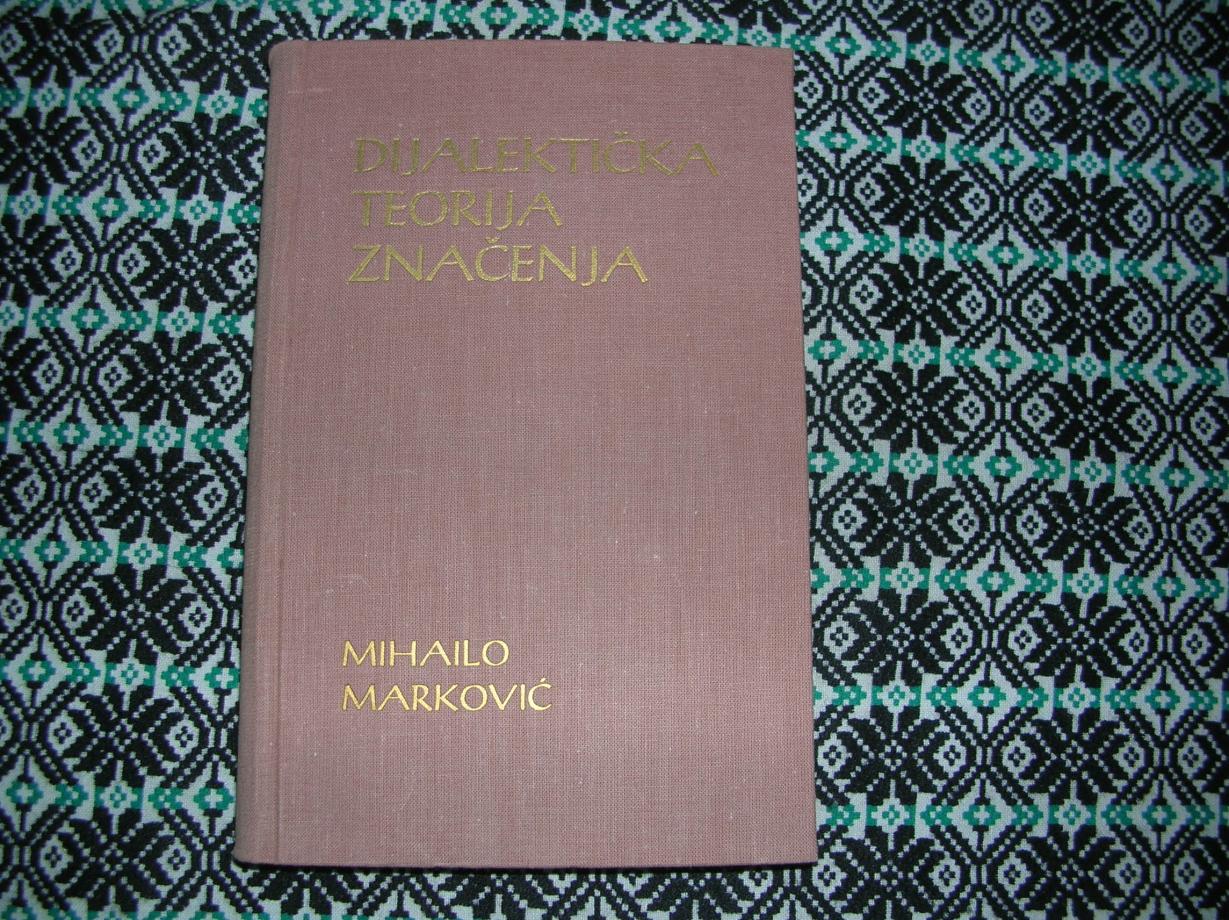 DIJALEKTIČKA
TEORIJA
ZNAČENJA
MIHAILO
MARKOVIĆ